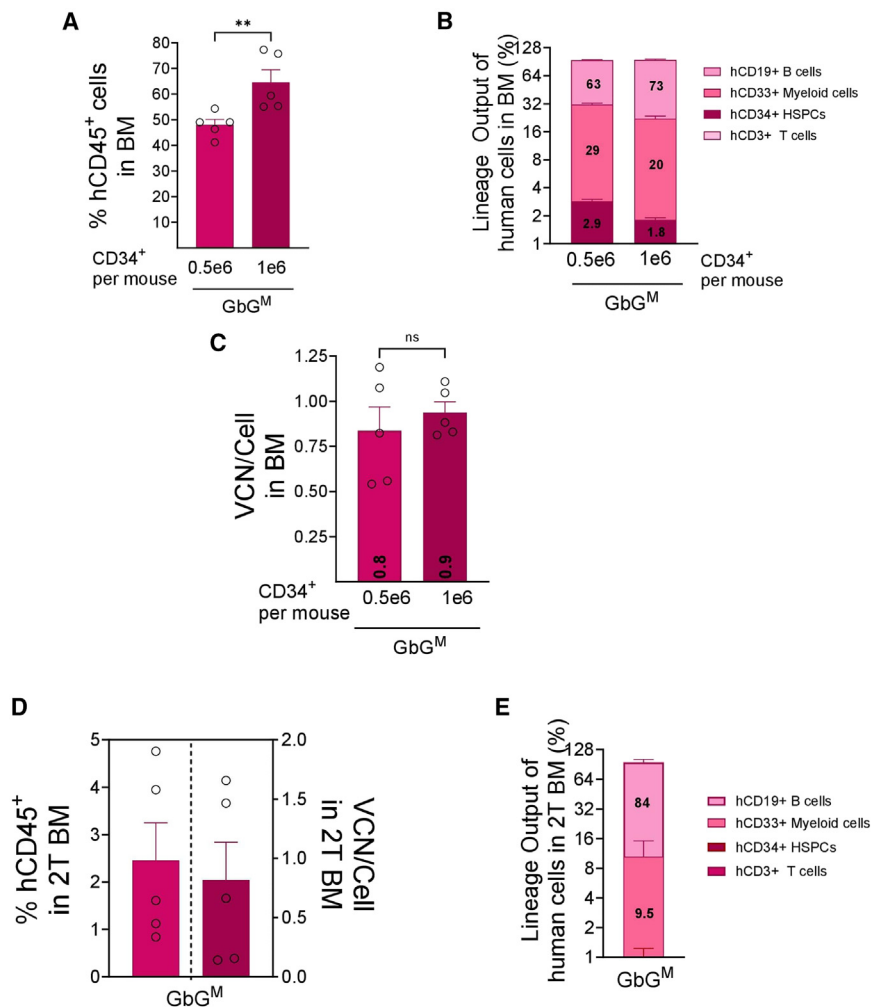 A
**
% hCD45+ cells
in BM
80
70
60
50
40
30
20
10
CD34+
per mouse
0.5e6
1e6
GbGM
B
Lineage Output of
human cells in BM (%)
128
64
32
16
8
4
2
1
63
29
2.9
73
20
1.8
0.5e6
1e6
CD34+
per mouse
GbGM
hCD19+ B cells
hCD33+ Myeloid cells
hCD34+ HSPCs
hCD3+ T cells
C
ns
VCN/Cell
in BM
1.25
1.00
0.75
0.50
0.25
0.8
0.9
CD34+
per mouse
0.5e6
1e6
GbGM
D
% hCD45+
in 2T BM
5
4
3
2
1
0
2.0
1.5
1.0
0.5
0.0
VCN/Cell
in 2T BM
GbGM
E
Lineage Output of
human cells in 2T BM (%)
128
64
32
16
8
4
2
1
84
9.5
GbGM
hCD19+ B cells
hCD33+ Myeloid cells
hCD34+ HSPCs
hCD3+ T cells